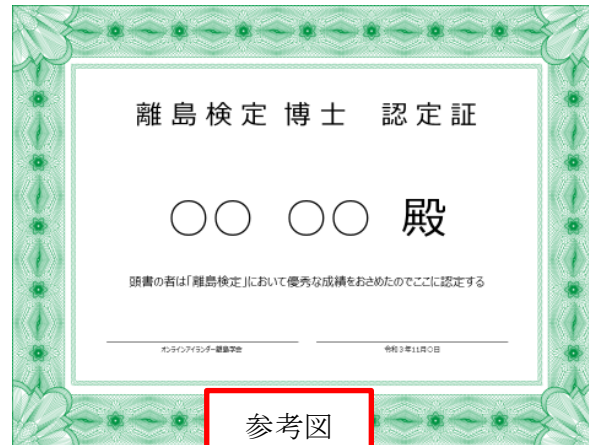 離島検定 博士　認定証
○○　○○　殿
頭書の者は「離島検定」において優秀な成績をおさめたのでここに認定する
オンラインアイランダー離島学会　令和３年11月○日
参考図